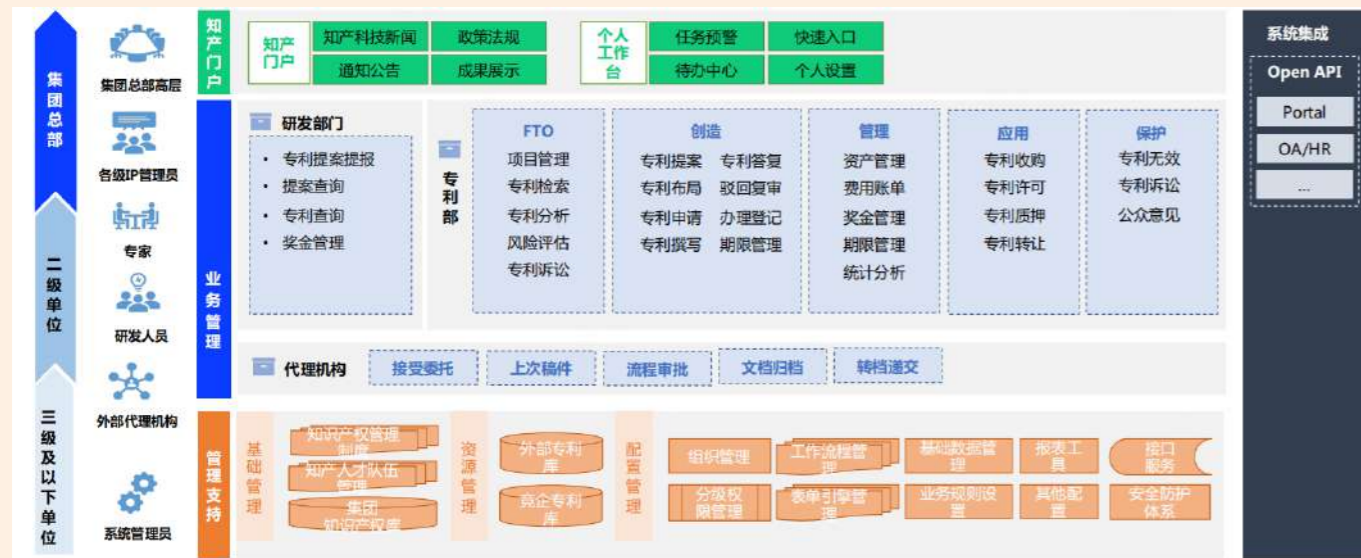 集团总部
二级单位
三级及以下单位
集团总部高层
各级IP管理员
专家
研发人员
外部代理机构
系统管理员
知产门户
知产
门户
知产科技新闻
政策法规
通知公告
成果展示
个人
工作
台
任务预警
快速入口
待办中心
个人设置
业务管理
研发部门
• 专利提案提报
• 提案查询
• 专利查询
• 奖金管理
专利部
FTO
项目管理
专利检索
专利分析
风险评估
专利诉讼
创造
专利提案 专利答复
专利布局 驳回复审
专利申请 办理登记
专利撰写 期限管理
管理
资产管理
费用账单
奖金管理
期限管理
统计分析
应用
专利收购
专利许可
专利质押
专利转让
保护
专利无效
专利诉讼
公众意见
代理机构
接受委托
上次稿件
流程审批
文档归档
转档递交
管理支持
基础管理
知识产权管理
制度
知产人才队伍
管理
集团
知识产权库
资源管理
外部专利
库
竞企专利
库
配置管理
组织管理
工作流程管
理
基础数据管
理
报表工
具
接口
服务
分级权
限管理
表单引擎管
理
业务规则设
置
其他配
置
安全防护
体系
系统集成
Open API
Portal
OA/HR
...